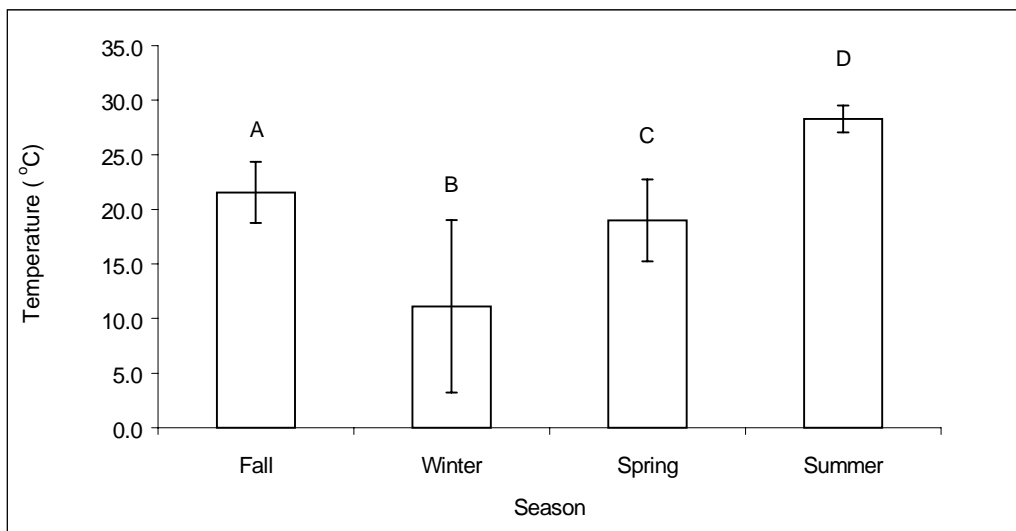 35.0
30.0
25.0
20.0
15.0
10.0
5.0
0.0
Temperature ( °C)
A
B
C
D
Fall
Winter
Spring
Summer
Season